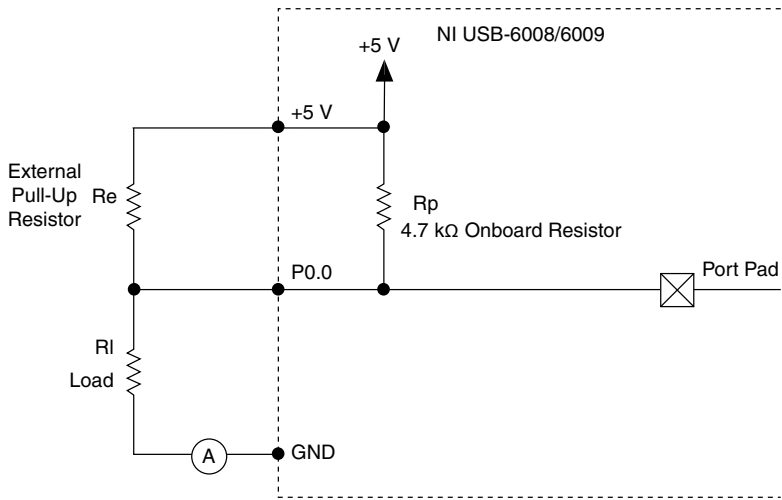 NI USB-6008/6009
+5 V
+5 V
External
Pull-Up
Resistor
Re
Rp
4.7 kΩ Onboard Resistor
P0.0
Port Pad
Rl
Load
A
GND